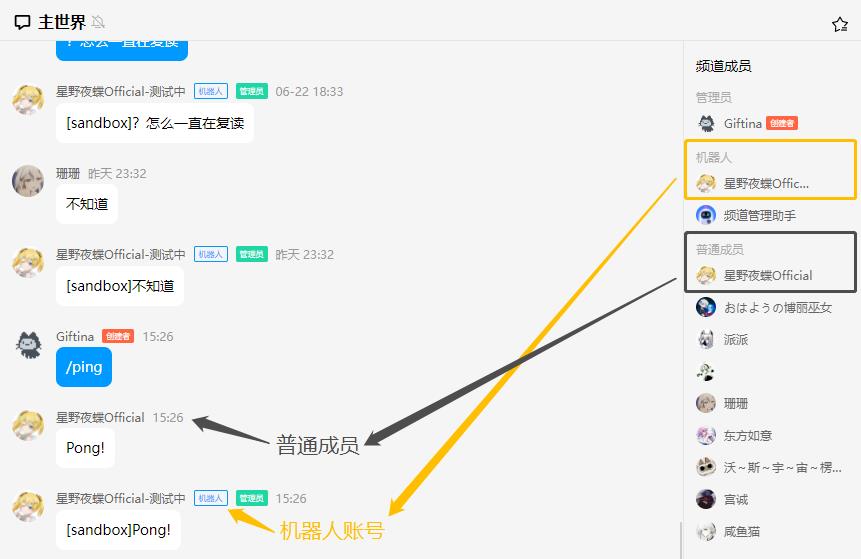 主世界
？怎么一直在复读
星野夜蝶Official-测试中 机器人 管理员 06-22 18:33
[sandbox]？怎么一直在复读
珊珊 昨天 23:32
不知道
星野夜蝶Official-测试中 机器人 管理员 昨天 23:32
[sandbox]不知道
Giftina 创建者 15:26
/ping
星野夜蝶Official 15:26
Pong!
普通成员
星野夜蝶Official-测试中 机器人 管理员 15:26
[sandbox]Pong!
机器人账号
频道成员
管理员
Giftina 创建者
机器人
星野夜蝶Offic...
频道管理助手
普通成员
星野夜蝶Official
おはようの博丽巫女
派派
珊珊
东方如意
沃～斯～宇～宙～楞...
宫诚
咸鱼猫